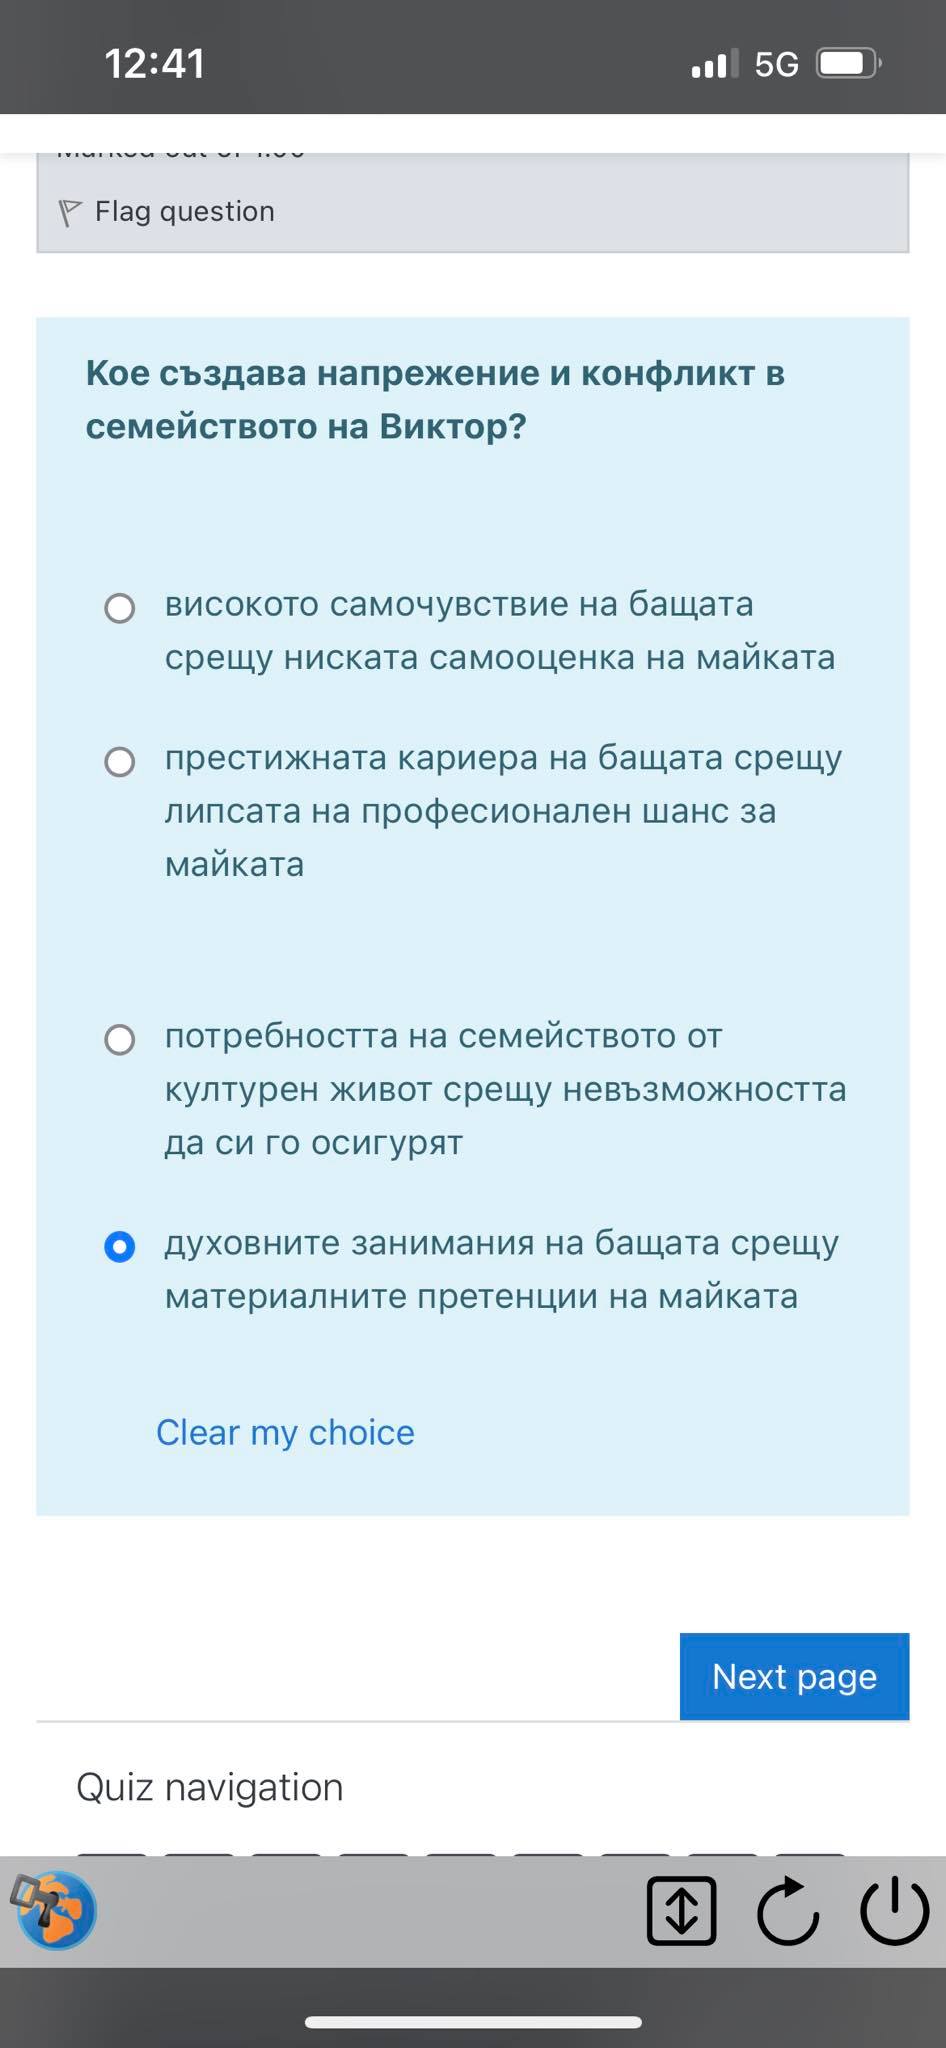 12:41
5G
Flag question
Кое създава напрежение и конфликт в
семейството на Виктор?
високото самочувствие на бащата
срещу ниската самооценка на майката
престижната кариера на бащата срещу
липсата на професионален шанс за
майката
потребността на семейството от
културен живот срещу невъзможността
да си го осигурят
духовните занимания на бащата срещу
материалните претенции на майката
Clear my choice
Next page
Quiz navigation